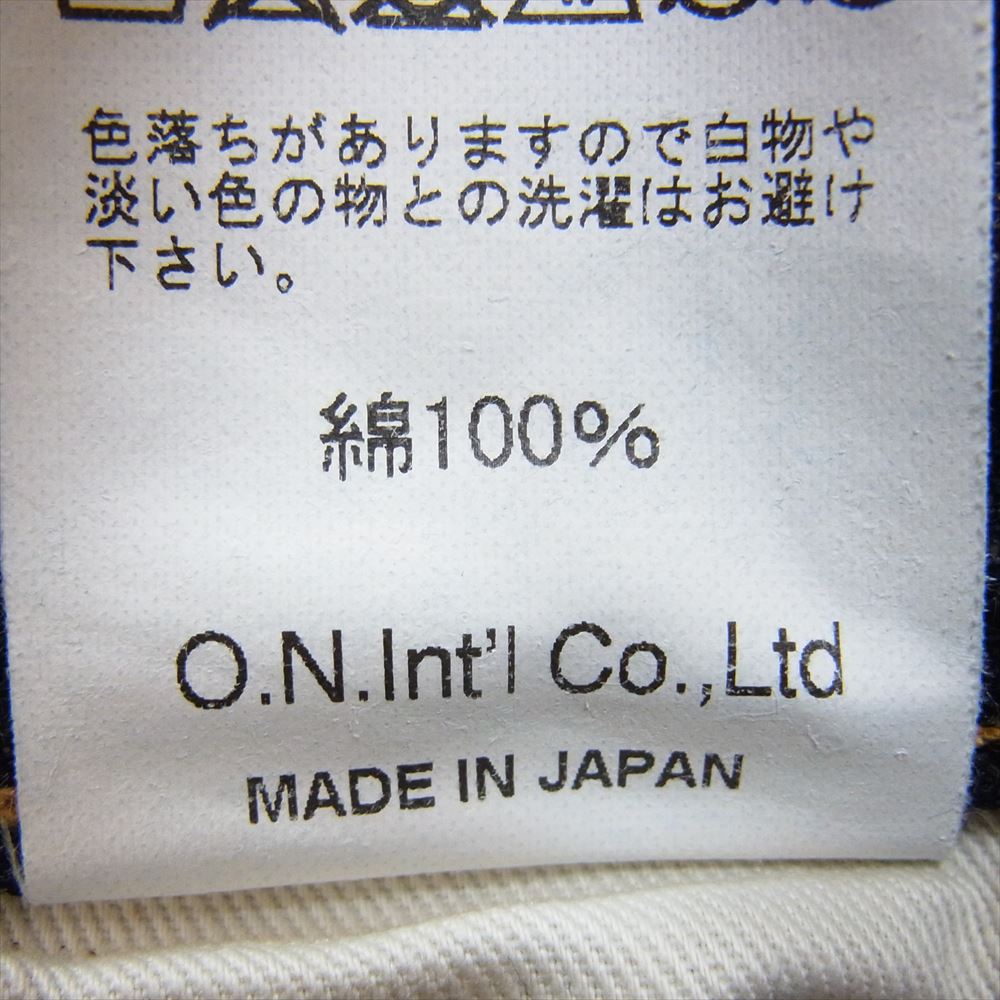 色落ちがありますので白物や
淡い色の物との洗濯はお避け
下さい。
綿100%
O.N.Int'l Co.,Ltd
MADE IN JAPAN